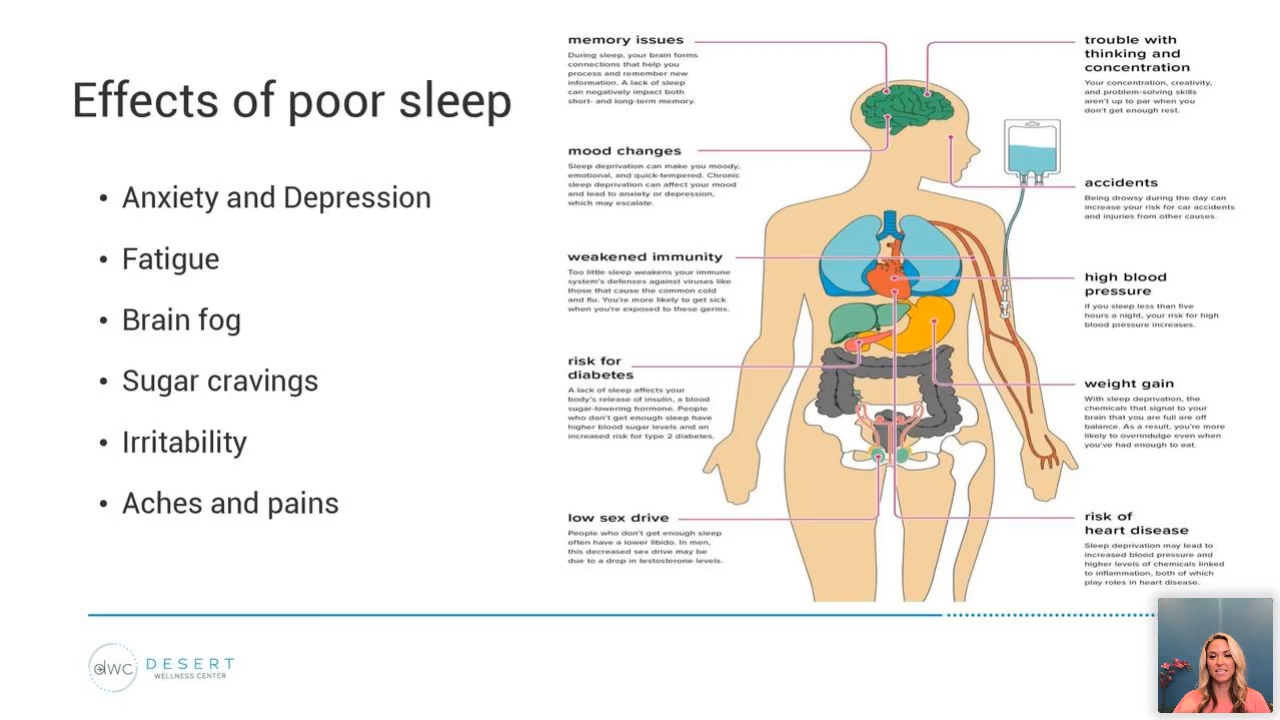 Effects of poor sleep
• Anxiety and Depression
• Fatigue
• Brain fog
• Sugar cravings
• Irritability
• Aches and pains
memory issues
During sleep, your brain forms
connections that help you
process and remember new
information. A lack of sleep
can negatively impact both
short- and long-term memory.
mood changes
Sleep deprivation can make you moody,
emotional, and quick-tempered. Chronic
sleep deprivation can affect your mood
and lead to anxiety or depression,
which may escalate.
weakened immunity
Too little sleep weakens your immune
system's defenses against viruses like
those that cause the common cold
and flu. You're more likely to get sick
when you're exposed to these germs.
risk for
diabetes
A lack of sleep affects your
body's release of insulin, a blood
sugar-lowering hormone. People
who don't get enough sleep have
higher blood sugar levels and an
increased risk for type 2 diabetes.
low sex drive
People who don't get enough sleep
often have a lower libido. In men,
this decreased sex drive may be
due to a drop in testosterone levels.
trouble with
thinking and
concentration
Your concentration, creativity,
and problem-solving skills
aren't up to par when you
don't get enough rest.
accidents
Being drowsy during the day can
increase your risk for car accidents
and injuries from other causes.
high blood
pressure
If you sleep less than five
hours a night, your risk for high
blood pressure increases.
weight gain
With sleep deprivation, the
chemicals that signal to your
brain that you are full are off
balance. As a result, you're more
likely to overindulge even when
you've had enough to eat.
risk of
heart disease
Sleep deprivation may lead to
increased blood pressure and
higher levels of chemicals linked
to inflammation, both of which
play roles in heart disease.
dwc
DESERT
WELLNESS CENTER